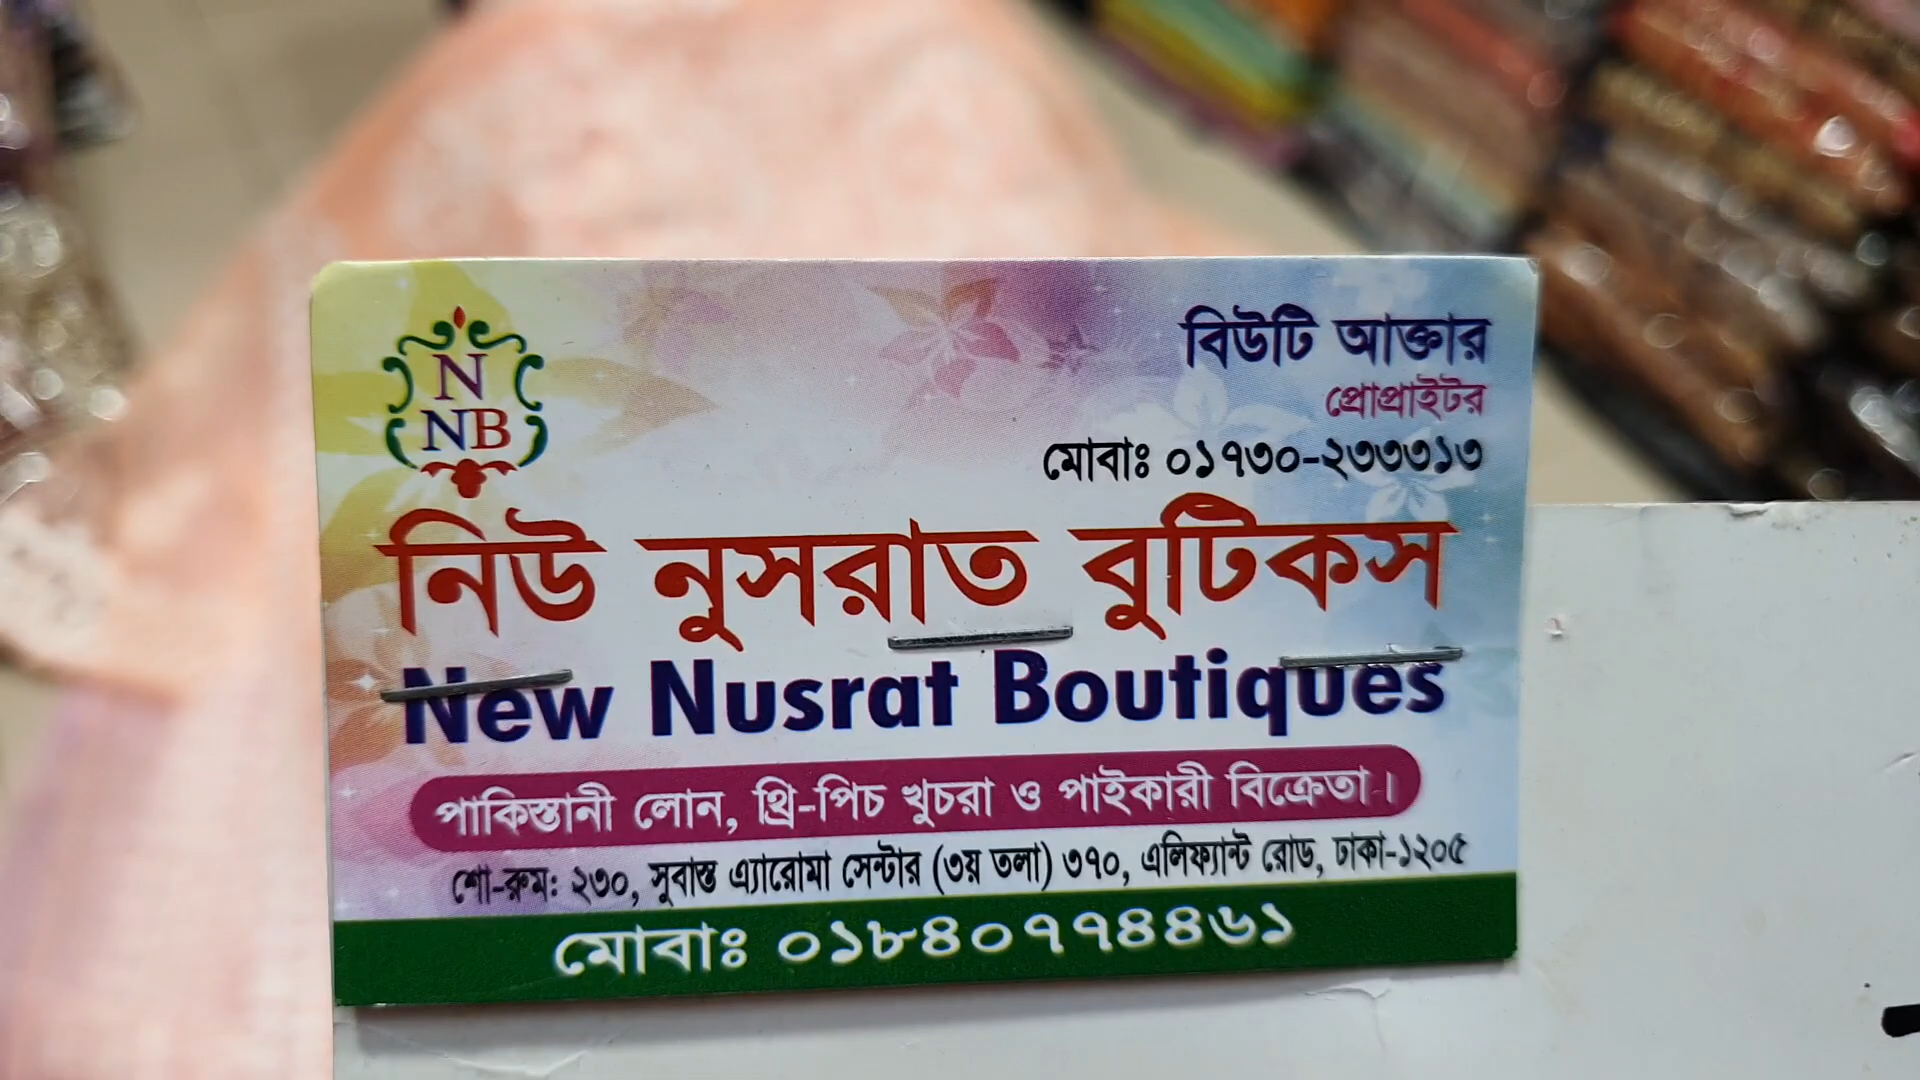 N
NB
বিউটি আক্তার
প্রোপ্রাইটর
মোবাঃ ০১৭৩০-২৩৩৩১৩
নিউ নুসরাত বুটিকস
New Nusrat Boutiques
পাকিস্তানী লোন, থ্রি-পিচ খুচরা ও পাইকারী বিক্রেতা।
শো-রুম: ২৩০, সুবাস্ত এ্যারোমা সেন্টার (৩য় তলা) ৩৭০, এলিফ্যান্ট রোড, ঢাকা-১২০৫
মোবাঃ ০১৮৪০৭৭৪৪৬১